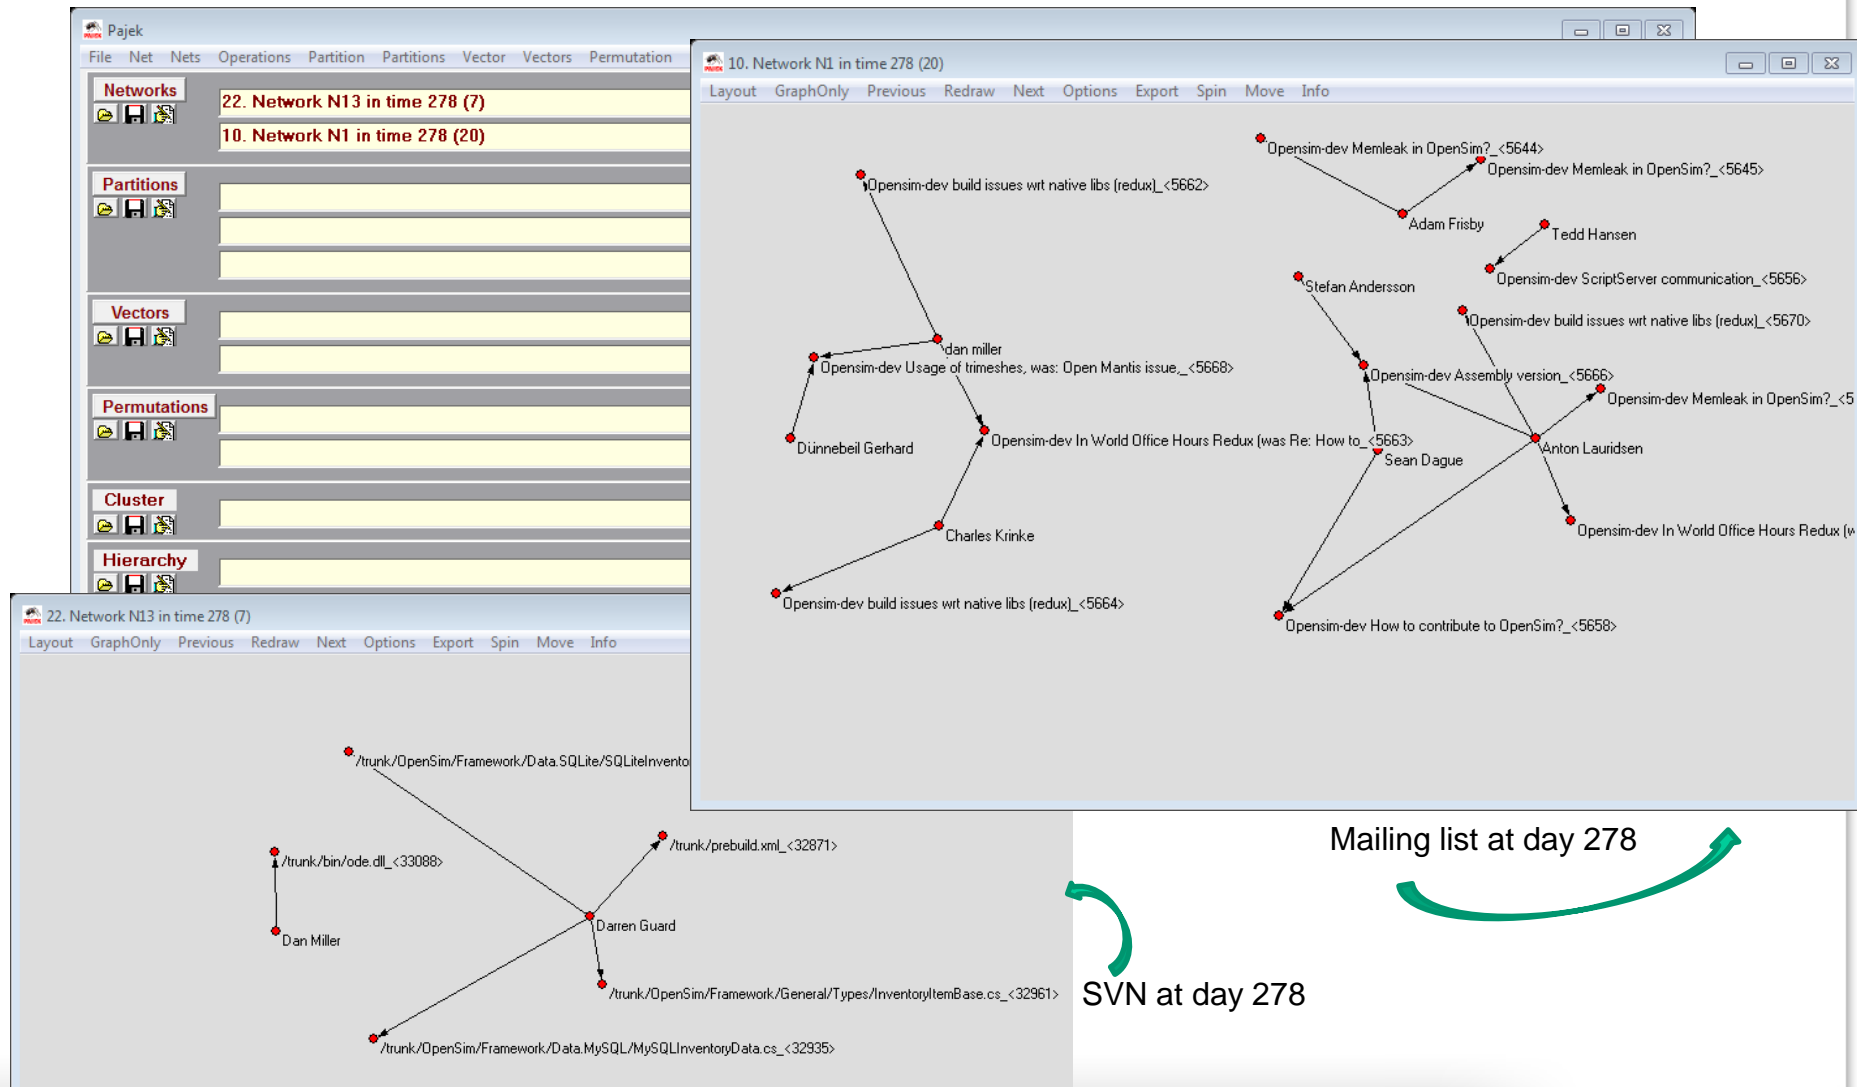 Pajek
File Net Nets Operations Partition Partitions Vector Vectors Permutation
Networks
22. Network N13 in time 278 (7)
10. Network N1 in time 278 (20)
Partitions
Vectors
Permutations
Cluster
Hierarchy
10. Network N1 in time 278 (20)
Layout GraphOnly Previous Redraw Next Options Export Spin Move Info
Opensim-dev Memleak in OpenSim?_<5644>
Opensim-dev Memleak in OpenSim?_<5645>
Opensim-dev build issues wrt native libs (redux)_<5662>
Adam Frisby
Tedd Hansen
Opensim-dev ScriptServer communication_<5656>
Stefan Andersson
Opensim-dev build issues wrt native libs (redux)_<5670>
dan miller
Opensim-dev Usage of trimeshes, was: Open Mantis issue,_<5668>
Opensim-dev Assembly version_<5666>
Opensim-dev Memleak in OpenSim?_<5
Opensim-dev In World Office Hours Redux (was Re: How to_<5663>
Dünnebeil Gerhard
Anton Lauridsen
Sean Dague
Opensim-dev In World Office Hours Redux (w
Charles Krinke
Opensim-dev build issues wrt native libs (redux)_<5664>
Opensim-dev How to contribute to OpenSim?_<5658>
22. Network N13 in time 278 (7)
Layout GraphOnly Previous Redraw Next Options Export Spin Move Info
/trunk/OpenSim/Framework/Data.SQLite/SQLiteInvento
/trunk/prebuild.xml_<32871>
/trunk/bin/ode.dll_<33088>
Darren Guard
Dan Miller
/trunk/OpenSim/Framework/General/Types/InventoryItemBase.cs_<32961>
/trunk/OpenSim/Framework/Data.MySQL/MySQLInventoryData.cs_<32935>
Mailing list at day 278
SVN at day 278